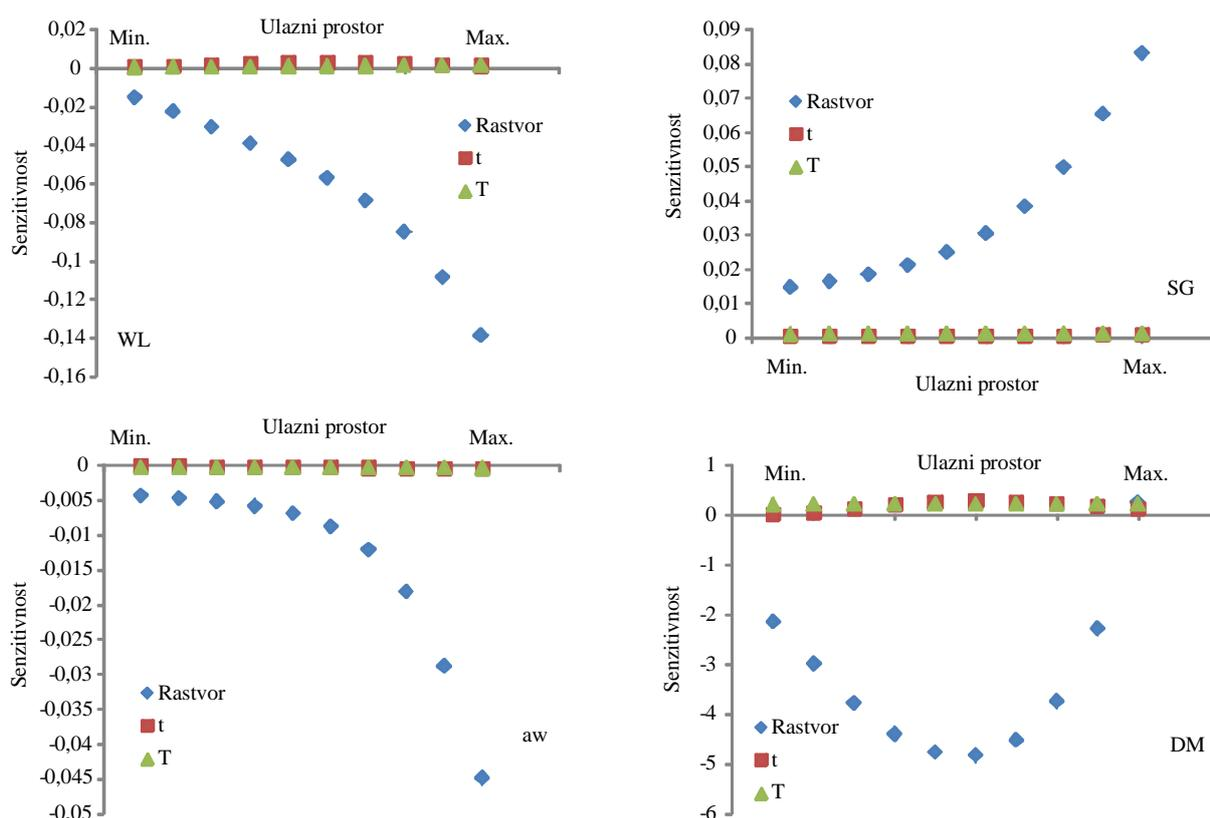 Ulazni prostor
Min.
Max.
0,02
0
-0,02
-0,04
-0,06
-0,08
-0,1
-0,12
-0,14
-0,16
Senzitivnost
Rastvor
t
T
WL
0,09
0,08
0,07
0,06
0,05
0,04
0,03
0,02
0,01
0
Senzitivnost
Rastvor
t
T
SG
Min.
Max.
Ulazni prostor
Ulazni prostor
Min.
Max.
0
-0,005
-0,01
-0,015
-0,02
-0,025
-0,03
-0,035
-0,04
-0,045
-0,05
Senzitivnost
Rastvor
t
T
aw
Ulazni prostor
Min.
Max.
1
0
-1
-2
-3
-4
-5
-6
Senzitivnost
Rastvor
t
T
DM